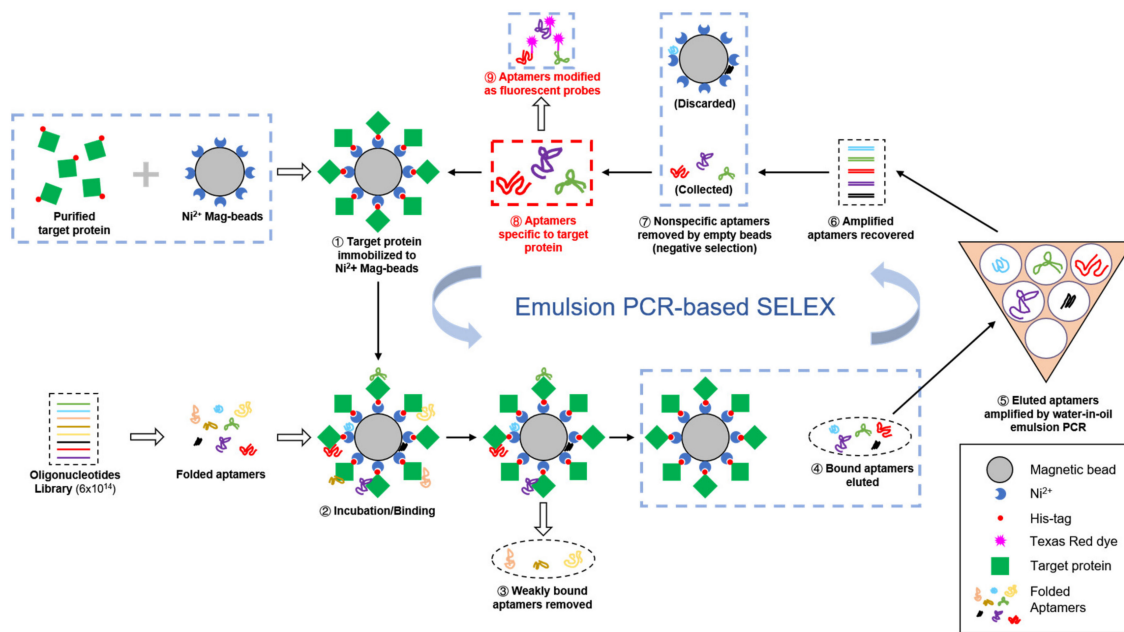 ⑨ Aptamers modified
as fluorescent probes
(Discarded)
(Collected)
Purified
target protein
Ni²⁺ Mag-beads
① Target protein
immobilized to
Ni²⁺ Mag-beads
⑧ Aptamers
specific to target
protein
⑦ Nonspecific aptamers
removed by empty beads
(negative selection)
⑥ Amplified
aptamers recovered
Emulsion PCR-based SELEX
Oligonucleotides
Library (6x10¹⁴)
Folded aptamers
② Incubation/Binding
③ Weakly bound
aptamers removed
④ Bound aptamers
eluted
⑤ Eluted aptamers
amplified by water-in-oil
emulsion PCR
Magnetic bead
Ni²⁺
His-tag
Texas Red dye
Target protein
Folded
Aptamers